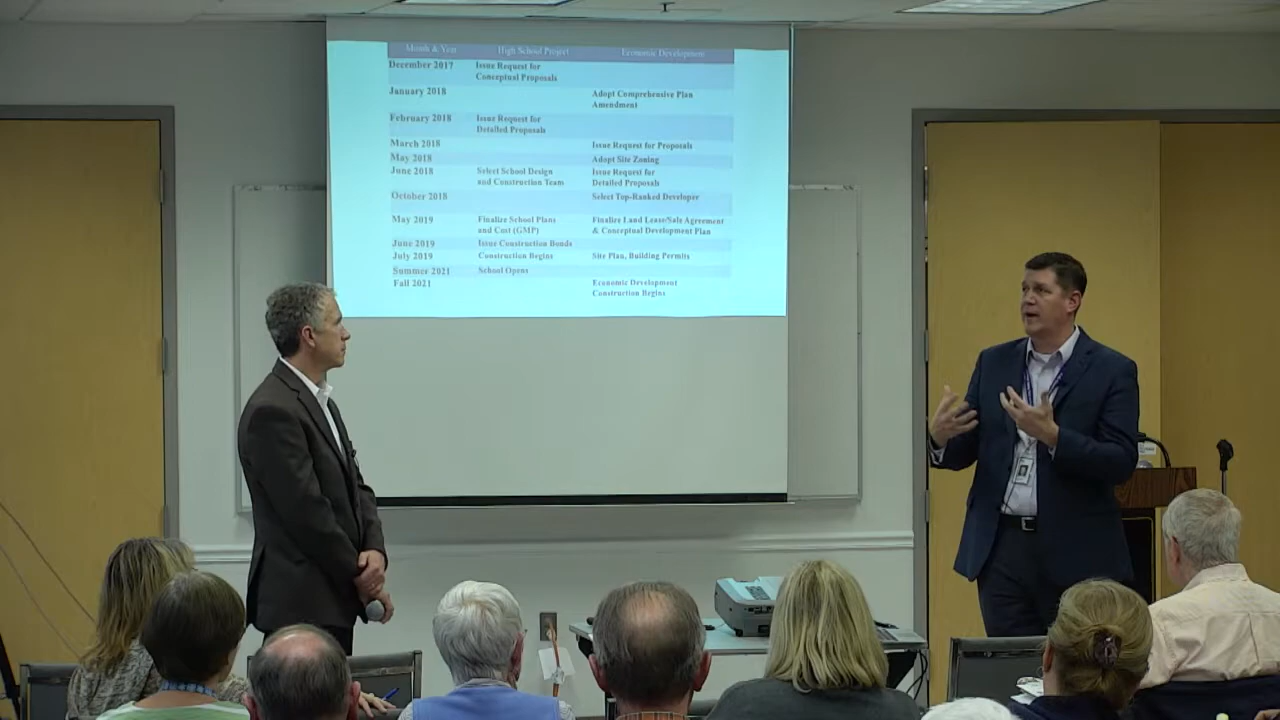 Month & Year High School Project Economic Development
December 2017 Issue Request for
Conceptual Proposals
January 2018 Adopt Comprehensive Plan
Amendment
February 2018 Issue Request for
Detailed Proposals
March 2018 Issue Request for Proposals
May 2018 Adopt Site Zoning
June 2018 Select School Design Issue Request for
and Construction Team Detailed Proposals
October 2018 Select Top-Ranked Developer
May 2019 Finalize School Plans Finalize Land Lease/Sale Agreement
and Cost (GMP) & Conceptual Development Plan
June 2019 Issue Construction Bonds
July 2019 Construction Begins Site Plan, Building Permits
Summer 2021 School Opens
Fall 2021 Economic Development
Construction Begins